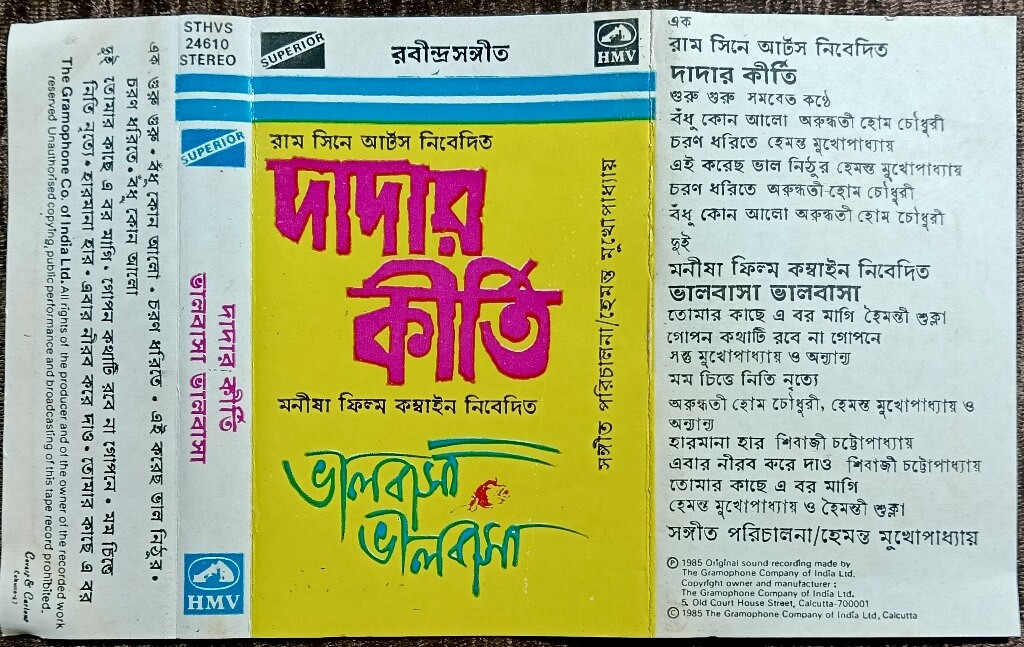 এক গুরু গুরু • বঁধু কোন আলো • চরণ ধরিতে • এই করেছ ভাল নিঠুর •
চরণ ধরিতে • বঁধু কোন আলো
দুই তোমার কাছে এ বর মাগি • গোপন কথাটি রবে না গোপনে • মম চিত্তে
নিতি নৃত্যে • হারমানা হার • এবার নীরব করে দাও • তোমার কাছে এ বর
The Gramophone Co. of India Ltd. All rights of the producer and of the owner of the recorded work
reserved. Unauthorised copying, public performance and broadcasting of this tape record prohibited.
STHVS
24610
STEREO
SUPERIOR
দাদার কীর্তি
ভালবাসা ভালবাসা
HMV
SUPERIOR
রবীন্দ্রসঙ্গীত
HMV
রাম সিনে আর্টস নিবেদিত
দাদার
কীর্তি
মনীষা ফিল্ম কম্বাইন নিবেদিত
ভালবাসা
ভালবাসা
সঙ্গীত পরিচালনা/হেমন্ত মুখোপাধ্যায়
এক
রাম সিনে আর্টস নিবেদিত
দাদার কীর্তি
গুরু গুরু সমবেত কণ্ঠে
বঁধু কোন আলো অরুন্ধতী হোম চৌধুরী
চরণ ধরিতে হেমন্ত মুখোপাধ্যায়
এই করেছ ভাল নিঠুর হেমন্ত মুখোপাধ্যায়
চরণ ধরিতে অরুন্ধতী হোম চৌধুরী
বঁধু কোন আলো অরুন্ধতী হোম চৌধুরী
দুই
মনীষা ফিল্ম কম্বাইন নিবেদিত
ভালবাসা ভালবাসা
তোমার কাছে এ বর মাগি হৈমন্তী শুক্লা
গোপন কথাটি রবে না গোপনে
সন্তু মুখোপাধ্যায় ও অন্যান্য
মম চিত্তে নিতি নৃত্যে
অরুন্ধতী হোম চৌধুরী, হেমন্ত মুখোপাধ্যায় ও
অন্যান্য
হারমানা হার শিবাজী চট্টোপাধ্যায়
এবার নীরব করে দাও শিবাজী চট্টোপাধ্যায়
তোমার কাছে এ বর মাগি
হেমন্ত মুখোপাধ্যায় ও হৈমন্তী শুক্লা
সঙ্গীত পরিচালনা/হেমন্ত মুখোপাধ্যায়
Ⓟ 1985 Original sound recording made by
The Gramophone Company of India Ltd.
Copyright owner and manufacturer :
The Gramophone Company of India Ltd.
5, Old Court House Street, Calcutta-700001
© 1985 The Gramophone Company of India Ltd, Calcutta